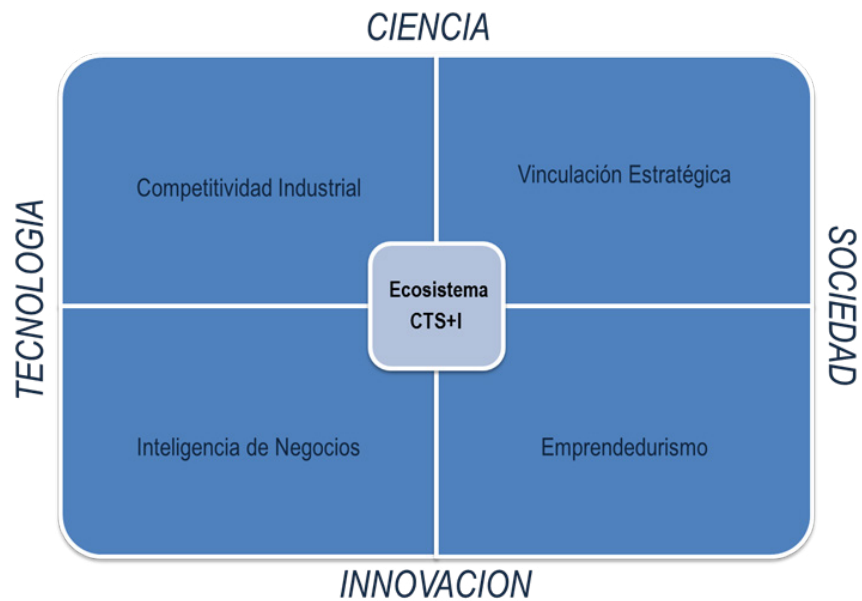 CIENCIA
Competitividad Industrial
Vinculación Estratégica
TECNOLOGIA
Ecosistema
CTS+I
SOCIEDAD
Inteligencia de Negocios
Emprendedurismo
INNOVACION